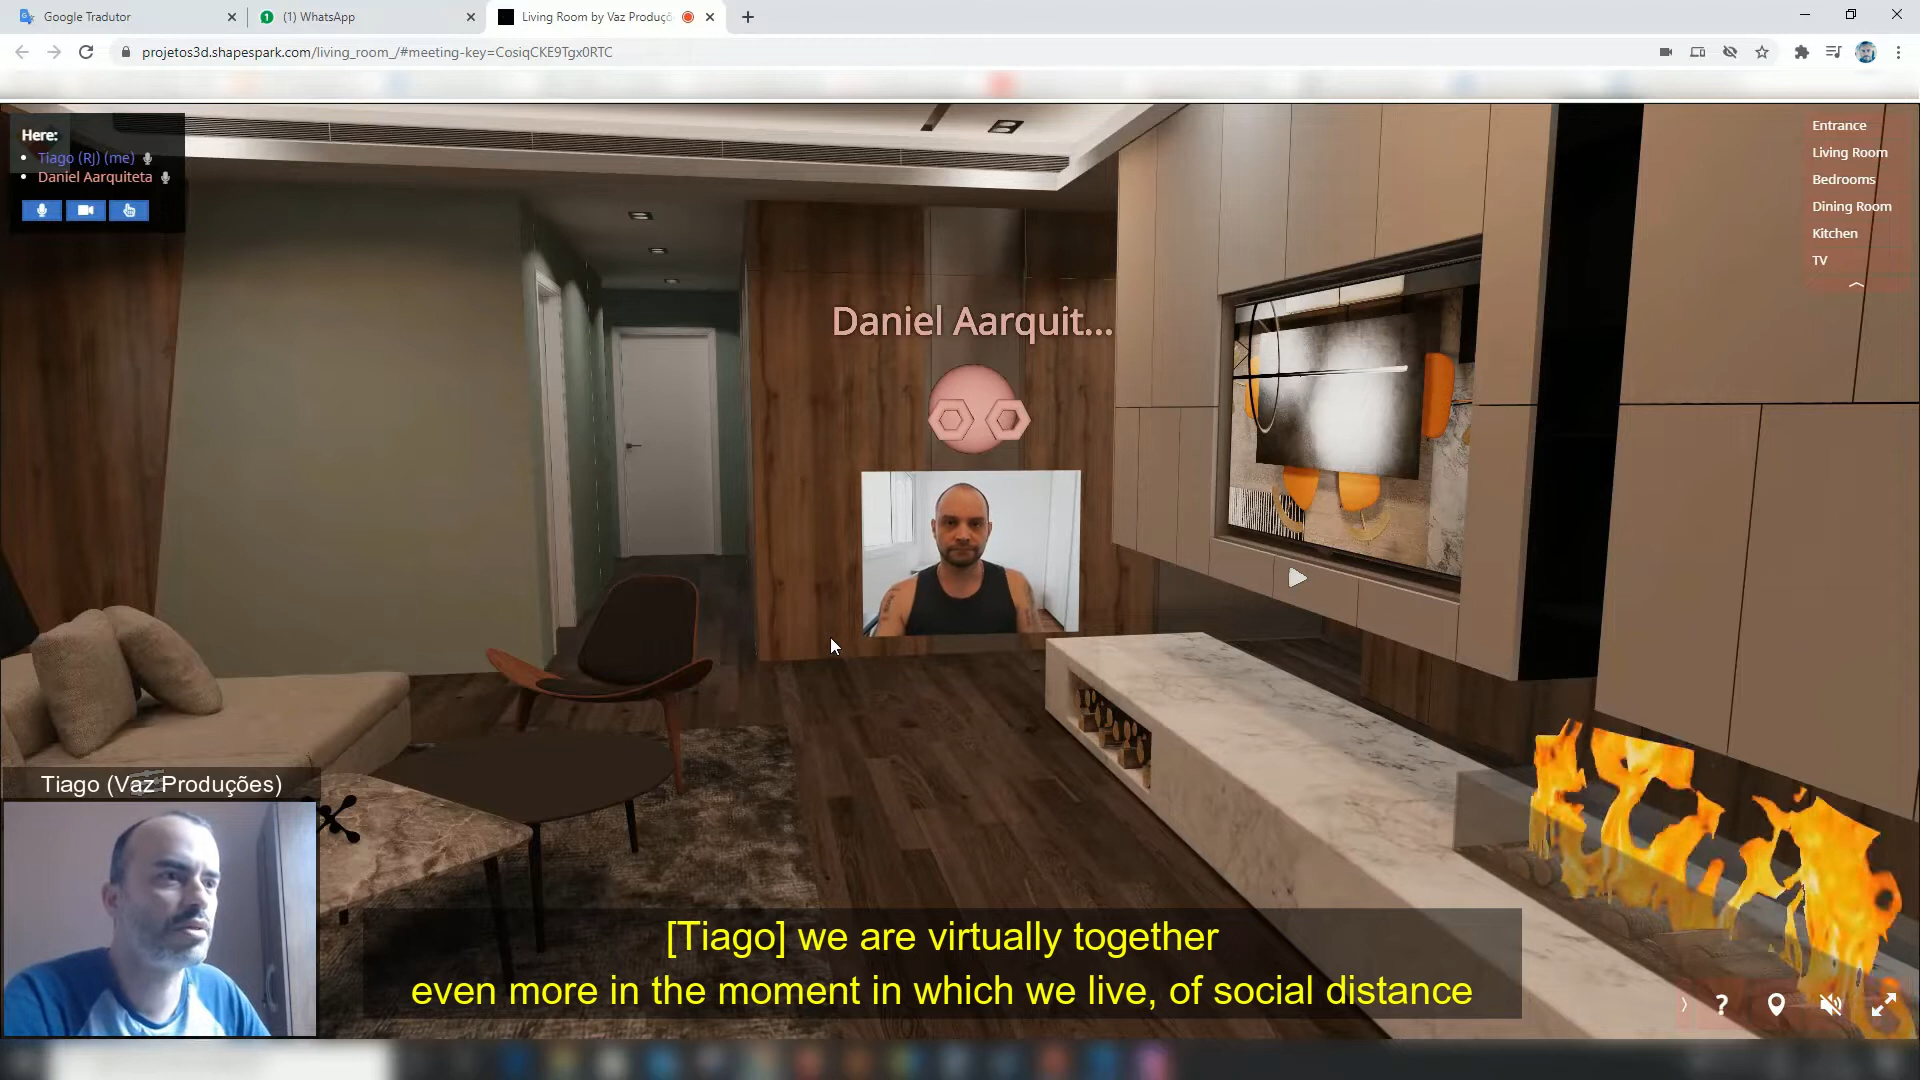 Google Tradutor
(1) WhatsApp
Living Room by Vaz Produçõ
projetos3d.shapespark.com/living_room_/#meeting-key=CosiqCKE9Tgx0RTC
Here:
Tiago (RJ) (me)
Daniel Aarquiteta
Entrance
Living Room
Bedrooms
Dining Room
Kitchen
TV
Daniel Aarquit...
Tiago (Vaz Produções)
[Tiago] we are virtually together
even more in the moment in which we live, of social distance
?